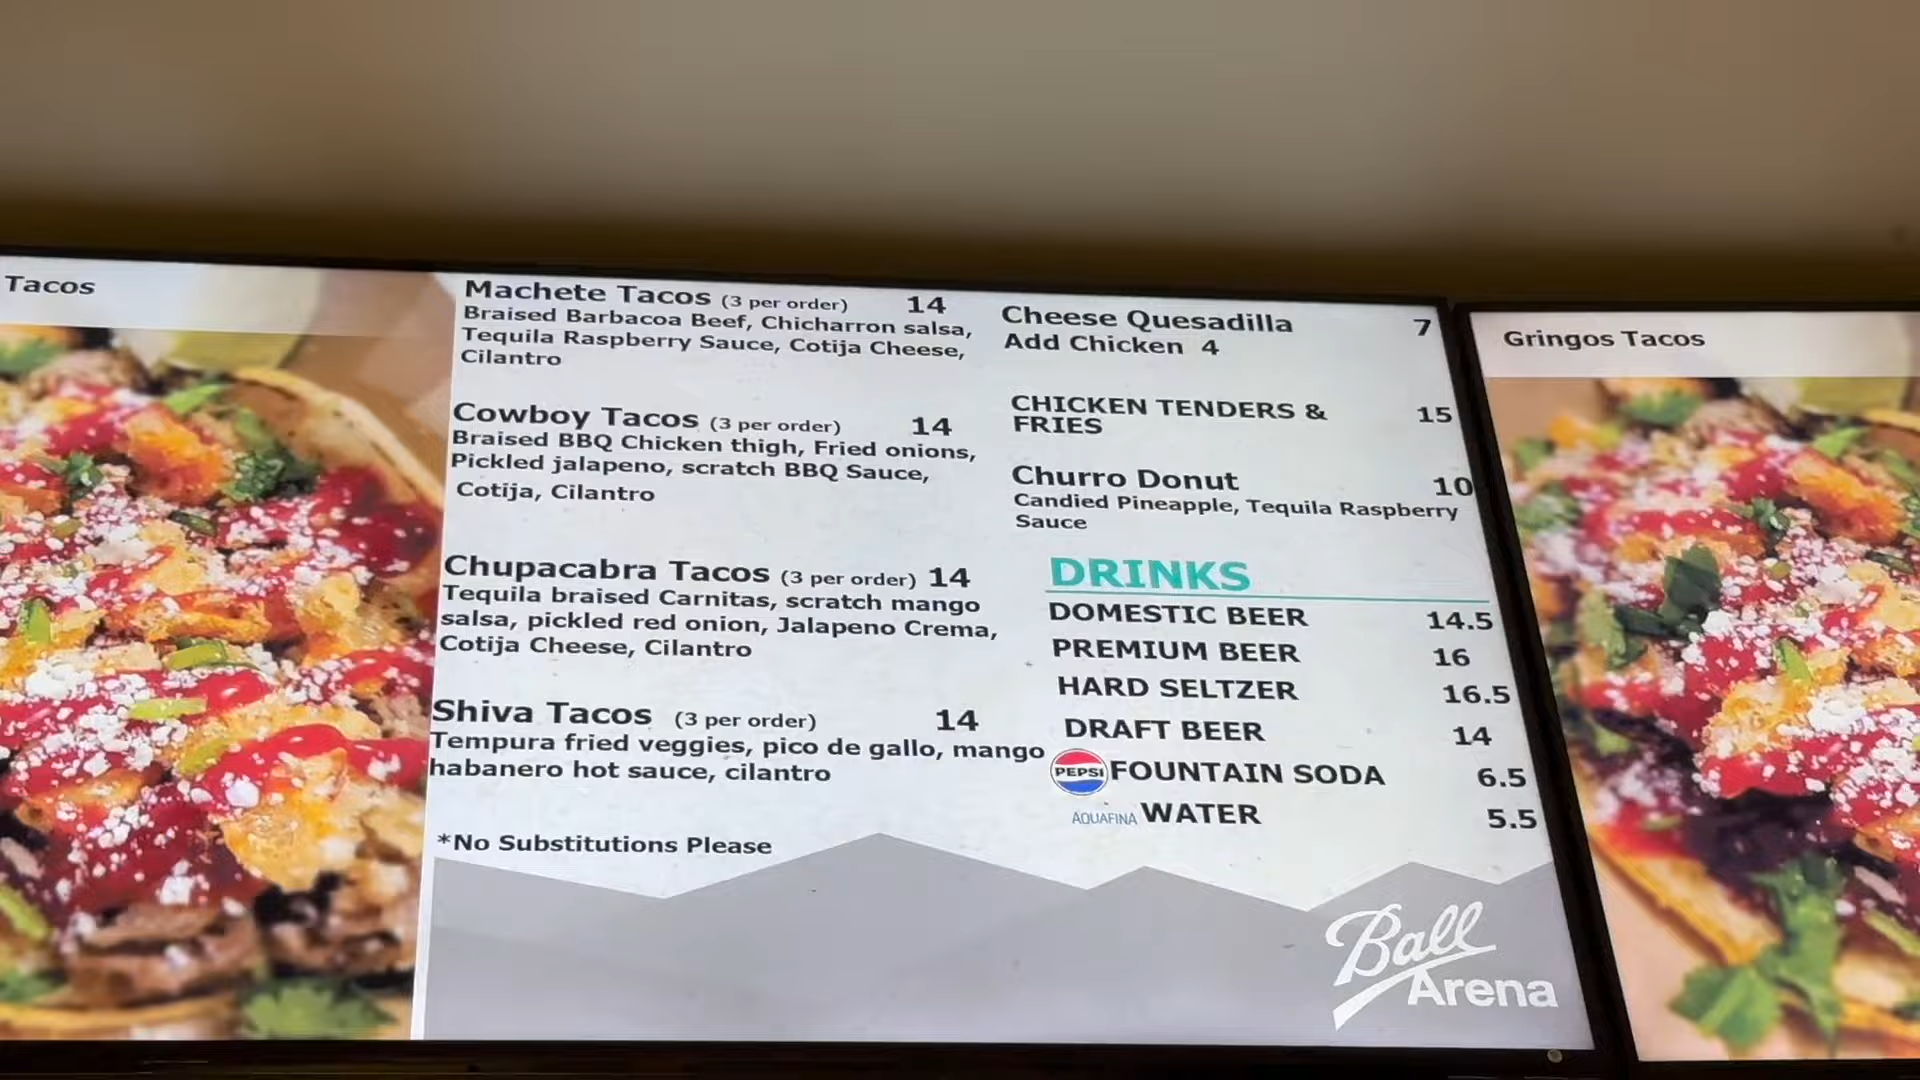 Tacos
Machete Tacos (3 per order) 14
Braised Barbacoa Beef, Chicharron salsa,
Tequila Raspberry Sauce, Cotija Cheese,
Cilantro
Cowboy Tacos (3 per order) 14
Braised BBQ Chicken thigh, Fried onions,
Pickled jalapeno, scratch BBQ Sauce,
Cotija, Cilantro
Chupacabra Tacos (3 per order) 14
Tequila braised Carnitas, scratch mango
salsa, pickled red onion, Jalapeno Crema,
Cotija Cheese, Cilantro
Shiva Tacos (3 per order) 14
Tempura fried veggies, pico de gallo, mango
habanero hot sauce, cilantro
*No Substitutions Please
Cheese Quesadilla 7
Add Chicken 4
CHICKEN TENDERS & 15
FRIES
Churro Donut 10
Candied Pineapple, Tequila Raspberry
Sauce
DRINKS
DOMESTIC BEER 14.5
PREMIUM BEER 16
HARD SELTZER 16.5
DRAFT BEER 14
PEPSI FOUNTAIN SODA 6.5
AQUAFINA WATER 5.5
Ball
Arena
Gringos Tacos